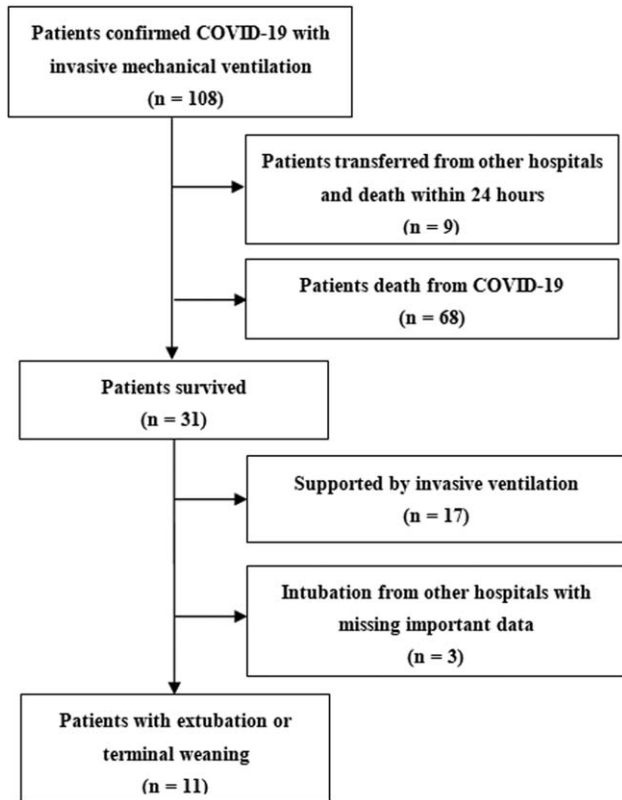 Patients confirmed COVID-19 with
invasive mechanical ventilation
(n = 108)
Patients transferred from other hospitals
and death within 24 hours
(n = 9)
Patients death from COVID-19
(n = 68)
Patients survived
(n = 31)
Supported by invasive ventilation
(n = 17)
Intubation from other hospitals with
missing important data
(n = 3)
Patients with extubation or
terminal weaning
(n = 11)